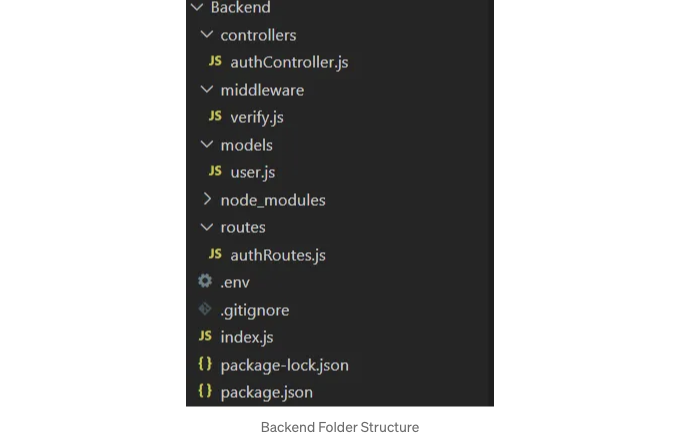 Backend
controllers
JS authController.js
middleware
JS verify.js
models
JS user.js
node_modules
routes
JS authRoutes.js
.env
.gitignore
JS index.js
{} package-lock.json
{} package.json
Backend Folder Structure